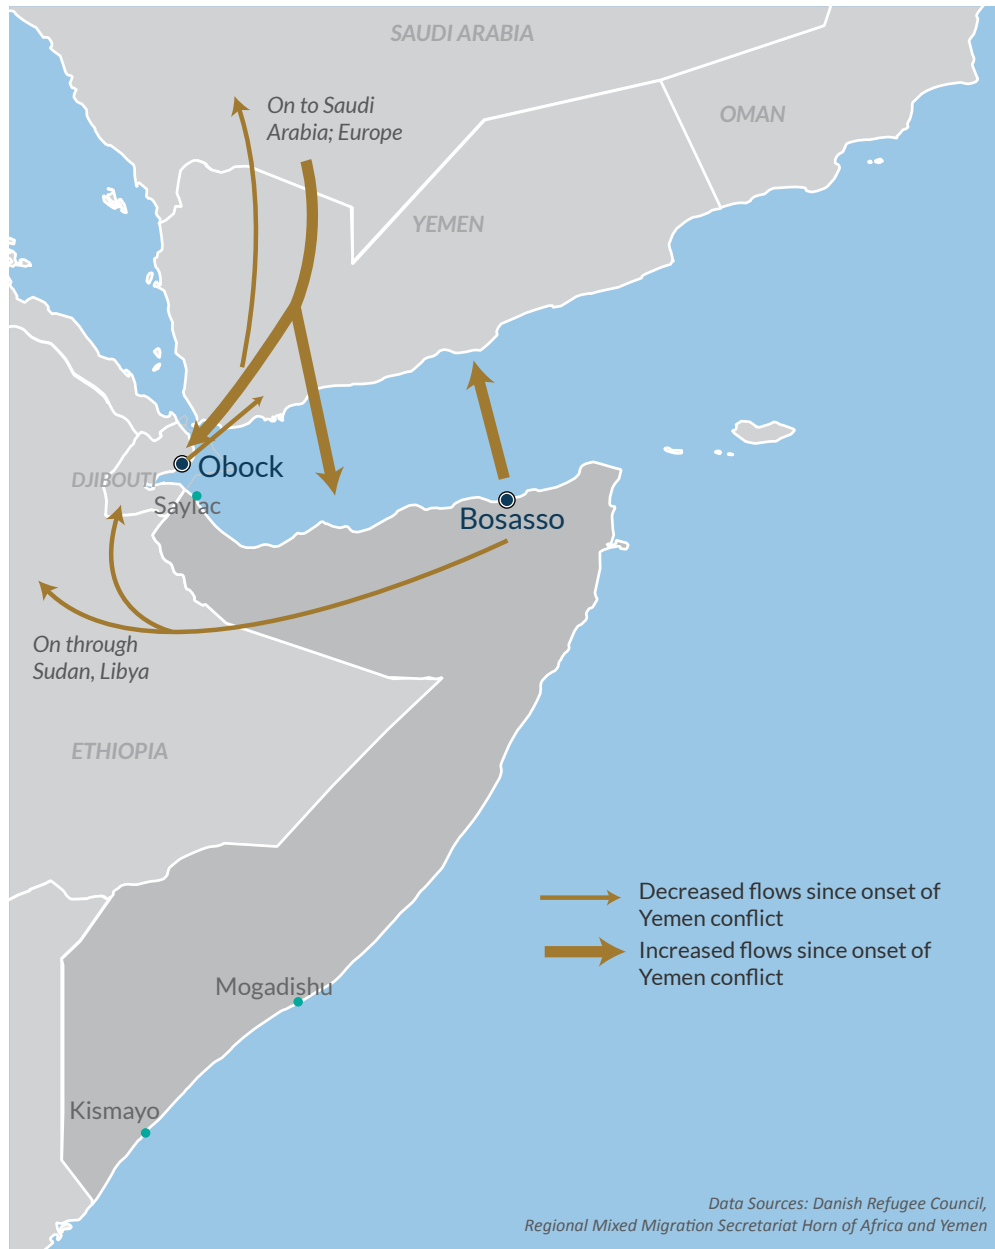 SAUDI ARABIA
On to Saudi
Arabia; Europe
OMAN
YEMEN
Obock
DJIBOUTI
Saylac
Bosasso
On through
Sudan, Libya
ETHIOPIA
Decreased flows since onset of
Yemen conflict
Increased flows since onset of
Yemen conflict
Mogadishu
Kismayo
Data Sources: Danish Refugee Council,
Regional Mixed Migration Secretariat Horn of Africa and Yemen